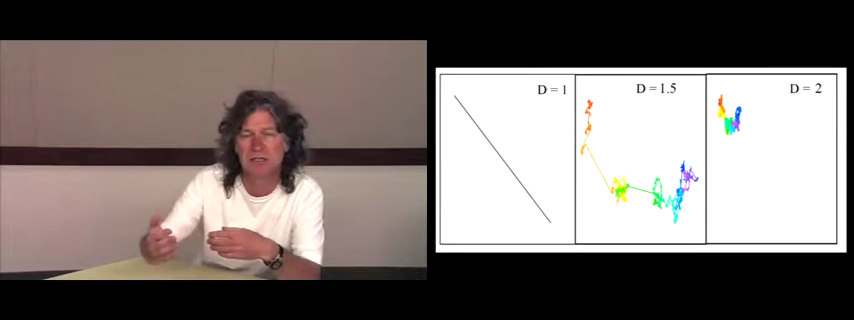 D = 1
D = 1.5
D = 2